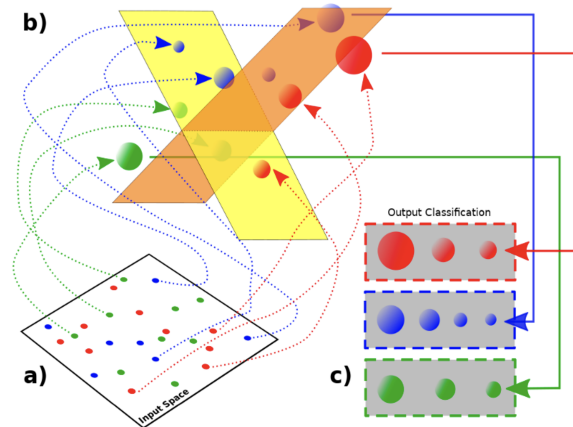 b)
Output Classification
a)
Input Space
c)